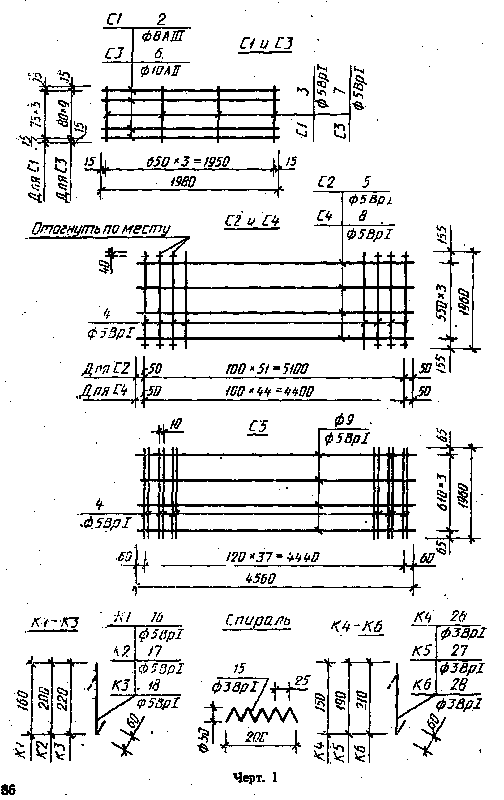 С1 2
ф8АIII
С3 6
ф10АII
С1 и С3
3
ф5ВрI
С1
7
ф5ВрI
С3
15
75×3
15
Для С1
15
80×9
15
Для С3
15 650×3=1950 15
1980
С2 5
ф5ВрI
С4 8
ф5ВрI
С2 и С4
Отогнуть по месту
40
4
ф5ВрI
155
550×3
155
1960
Для С2 50 100×51=5100 50
Для С4 50 100×44=4400 50
10
С5
ф9
ф5ВрI
4
ф5ВрI
65
610×3
65
1980
60 120×37=4440 60
4560
К1-К3
К1 16
ф5ВрI
К2 17
ф5ВрI
К3 18
ф5ВрI
160
200
220
К1
К2
К3
60
Спираль
15
ф3ВрI
25
ф50
200
К4-К6
К4 26
ф3ВрI
К5 27
ф3ВрI
К6 28
ф3ВрI
150
190
210
К4
К5
К6
60
Черт. 1
86